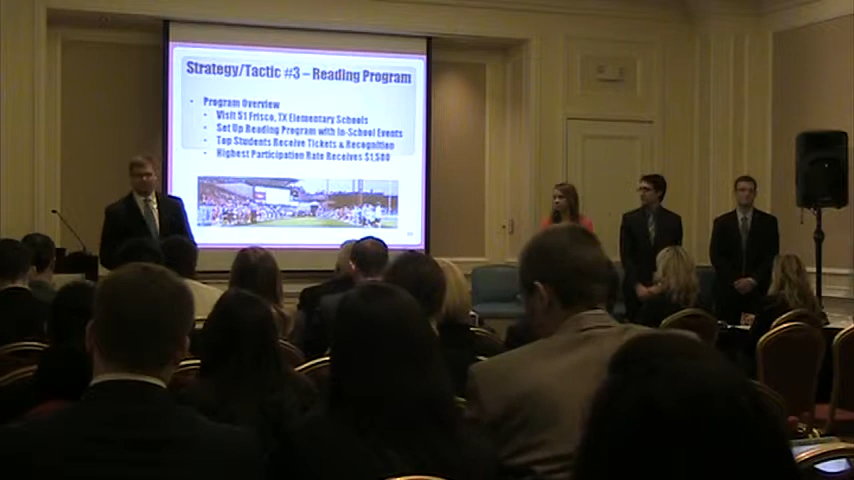 Strategy/Tactic #3 – Reading Program
• Program Overview
• Visit 51 Frisco, TX Elementary Schools
• Set Up Reading Program with In-School Events
• Top Students Receive Tickets & Recognition
• Highest Participation Rate Receives $1,500